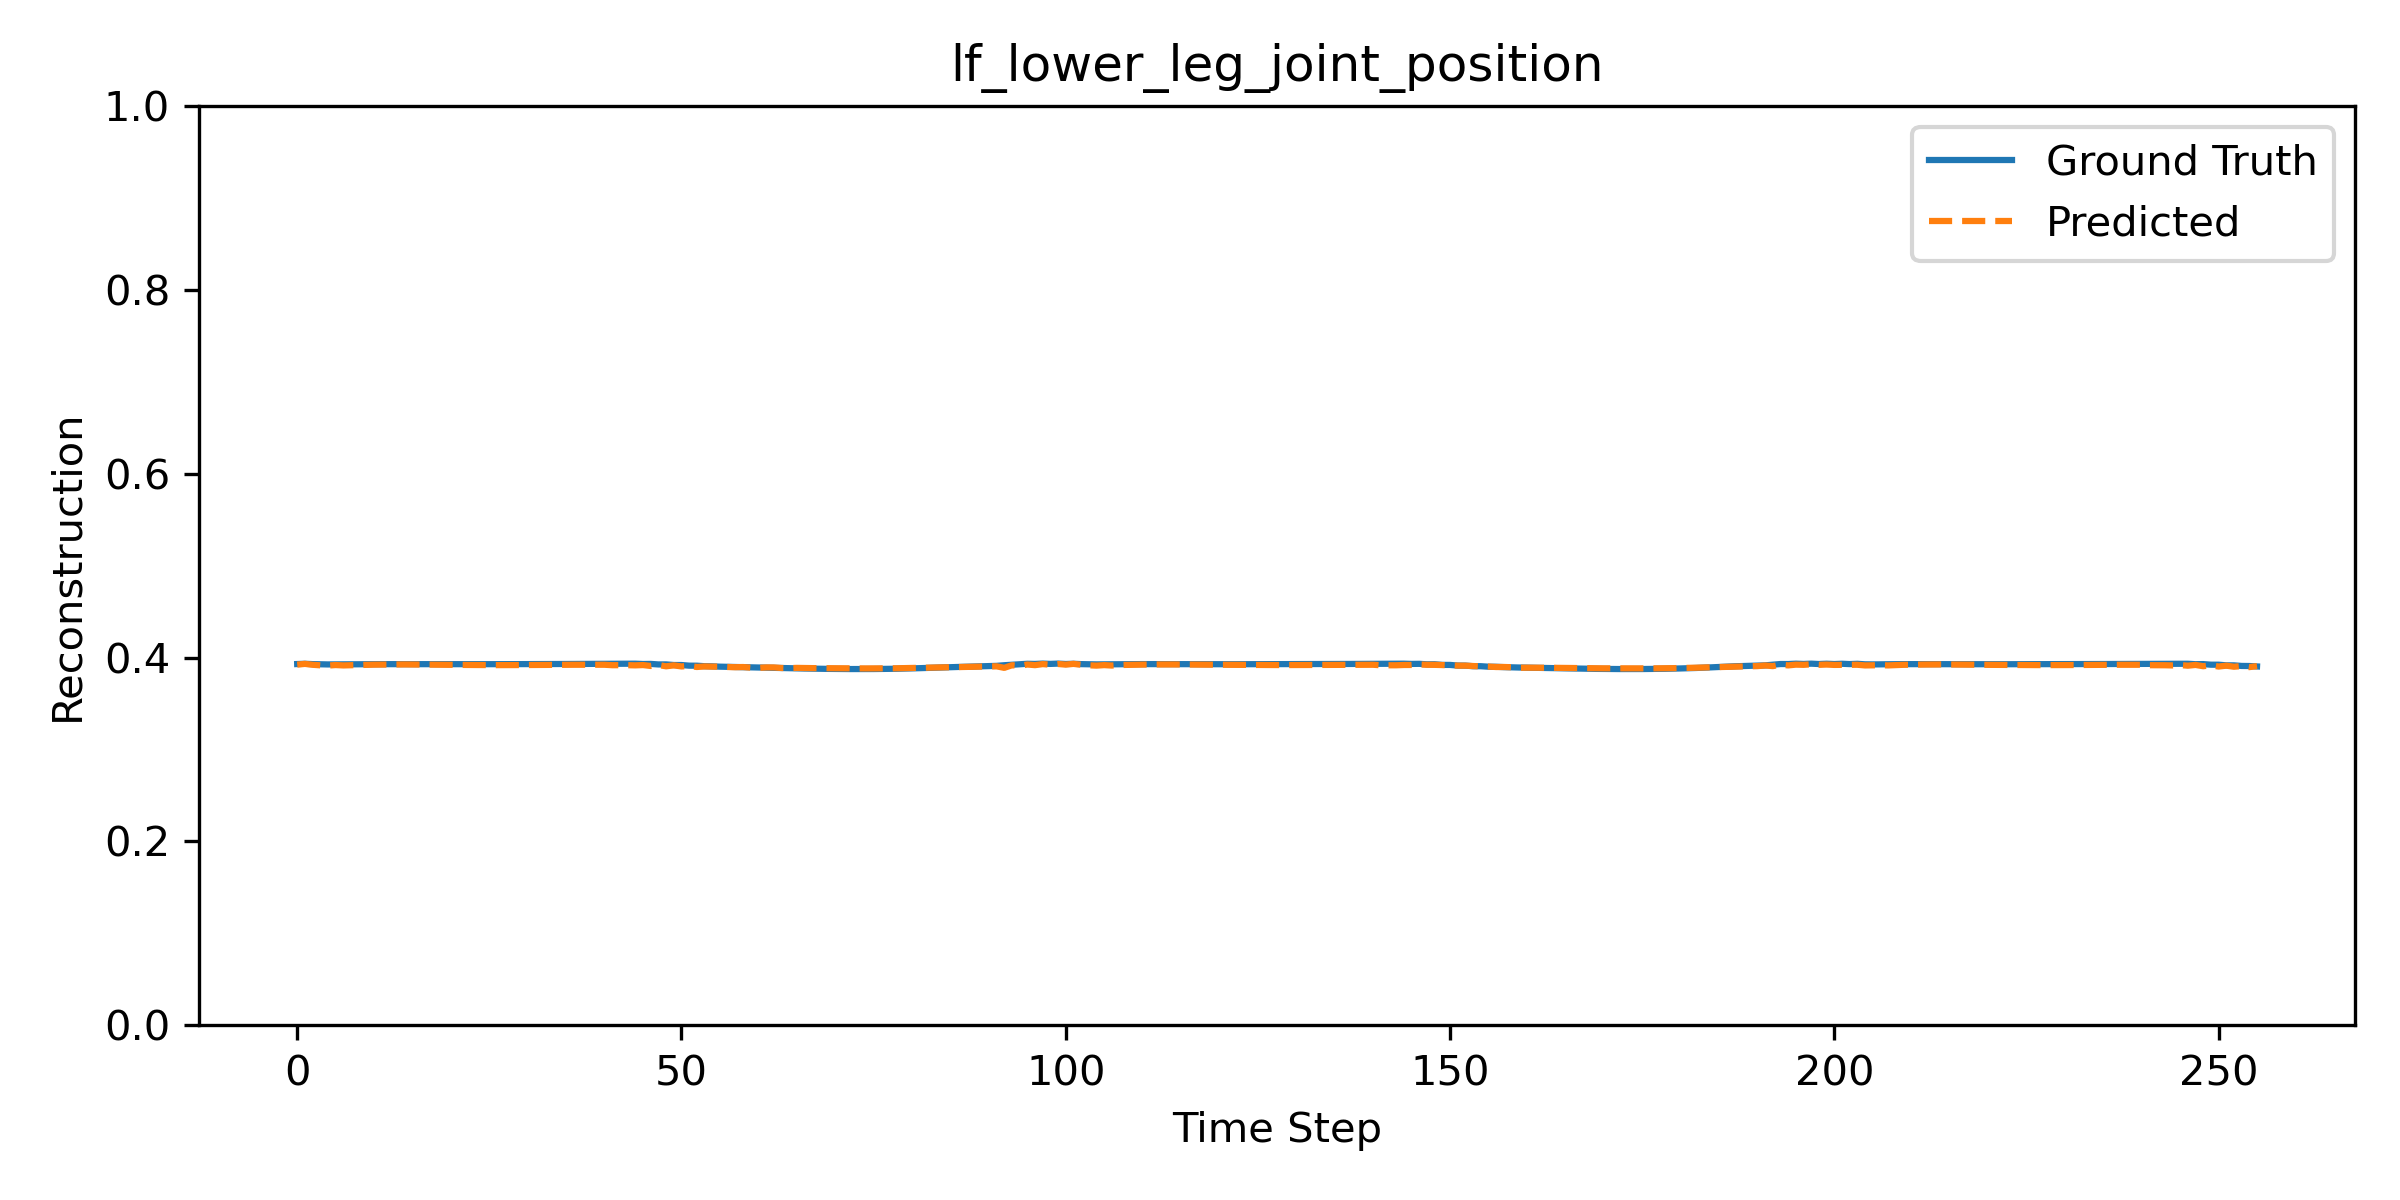 lf_lower_leg_joint_position
1.0
0.8
0.6
0.4
0.2
0.0
Reconstruction
Ground Truth
Predicted
0 50 100 150 200 250
Time Step